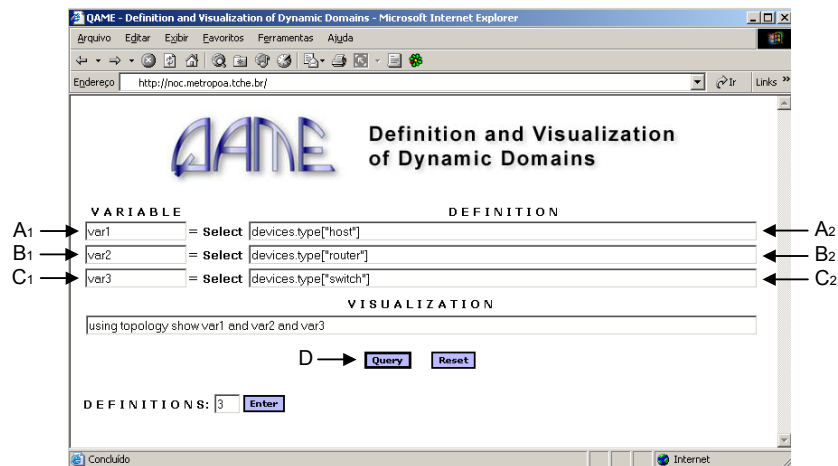 QAME - Definition and Visualization of Dynamic Domains - Microsoft Internet Explorer
Arquivo Editar Exibir Favoritos Ferramentas Ajuda
Endereço http://noc.metropoa.tche.br/ Ir Links »
QAME
Definition and Visualization
of Dynamic Domains
VARIABLE DEFINITION
A1 var1 = Select devices.type["host"] A2
B1 var2 = Select devices.type["router"] B2
C1 var3 = Select devices.type["switch"] C2
VISUALIZATION
using topology show var1 and var2 and var3
D Query Reset
DEFINITIONS: 3 Enter
Concluído Internet